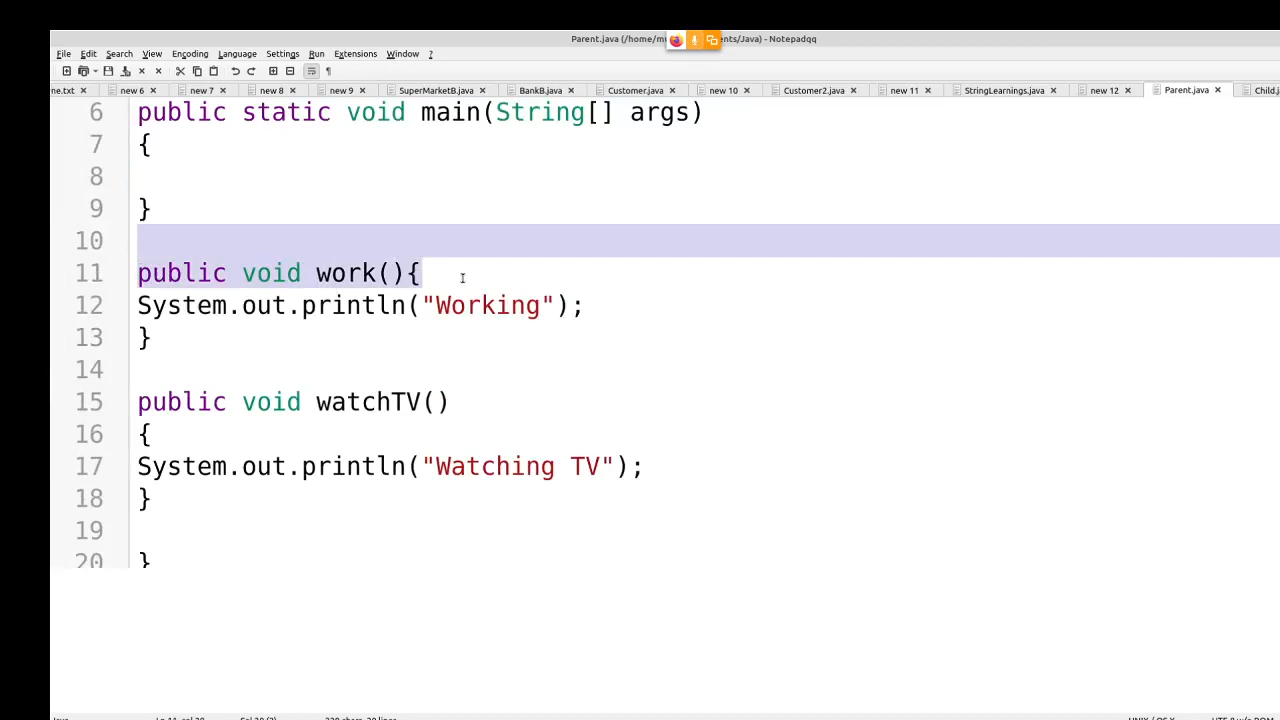 Parent.java (/home/m ents/Java) - Notepadqq
File Edit Search View Encoding Language Settings Run Extensions Window ?
ne.txt new 6 new 7 new 8 new 9 SuperMarketB.java BankB.java Customer.java new 10 Customer2.java new 11 StringLearnings.java new 12 Parent.java Child.j
6 public static void main(String[] args)
7 {
8
9 }
10
11 public void work(){
12 System.out.println("Working");
13 }
14
15 public void watchTV()
16 {
17 System.out.println("Watching TV");
18 }
19
20 }